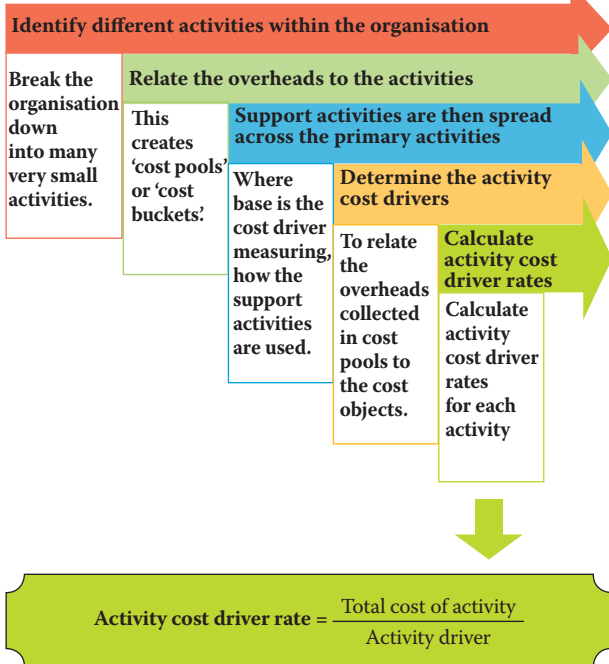 Identify different activities within the organisation
Break the
organisation
down
into many
very small
activities.
Relate the overheads to the activities
This
creates
‘cost pools’
or ‘cost
buckets’.
Support activities are then spread
across the primary activities
Where
base is the
cost driver
measuring,
how the
support
activities
are used.
Determine the activity
cost drivers
To relate
the
overheads
collected
in cost
pools to
the cost
objects.
Calculate
activity cost
driver rates
Calculate
activity
cost driver
rates
for each
activity
Activity cost driver rate = Total cost of activity
Activity driver